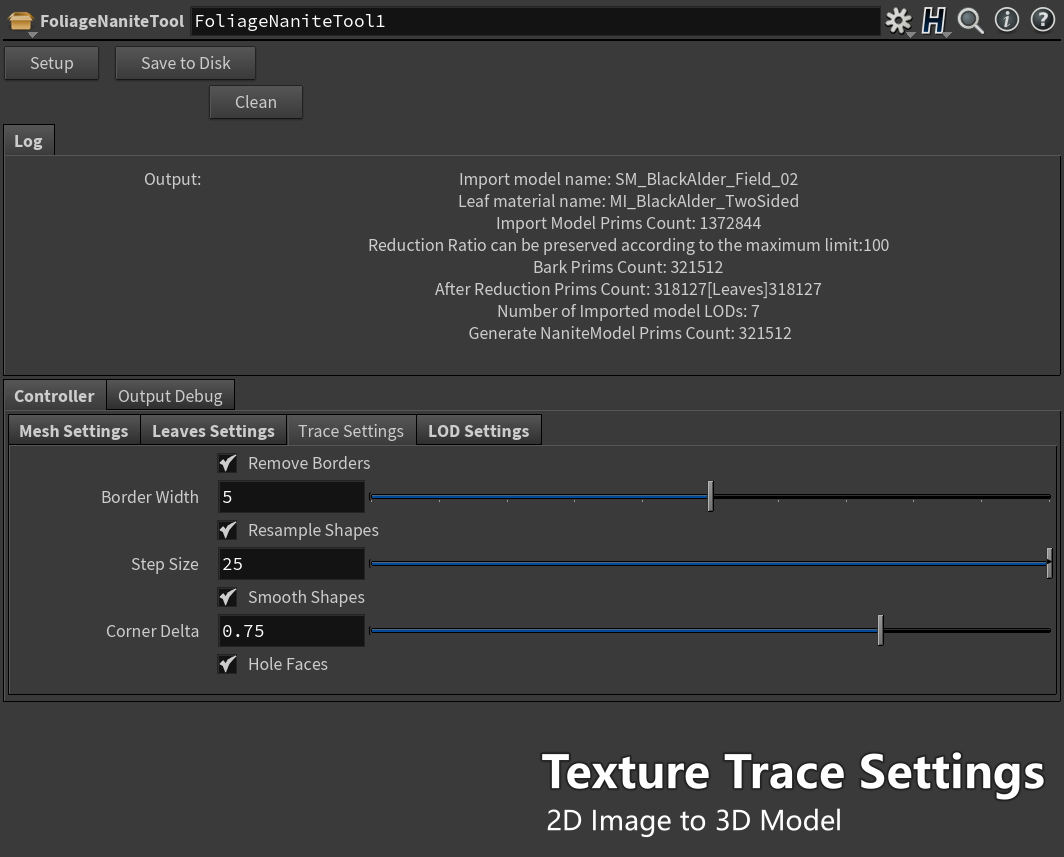 FoliageNaniteTool FoliageNaniteTool1
Setup Save to Disk
Clean
Log
Output: Import model name: SM_BlackAlder_Field_02
Leaf material name: MI_BlackAlder_TwoSided
Import Model Prims Count: 1372844
Reduction Ratio can be preserved according to the maximum limit:100
Bark Prims Count: 321512
After Reduction Prims Count: 318127[Leaves]318127
Number of Imported model LODs: 7
Generate NaniteModel Prims Count: 321512
Controller Output Debug
Mesh Settings Leaves Settings Trace Settings LOD Settings
Remove Borders
Border Width 5
Resample Shapes
Step Size 25
Smooth Shapes
Corner Delta 0.75
Hole Faces
Texture Trace Settings
2D Image to 3D Model